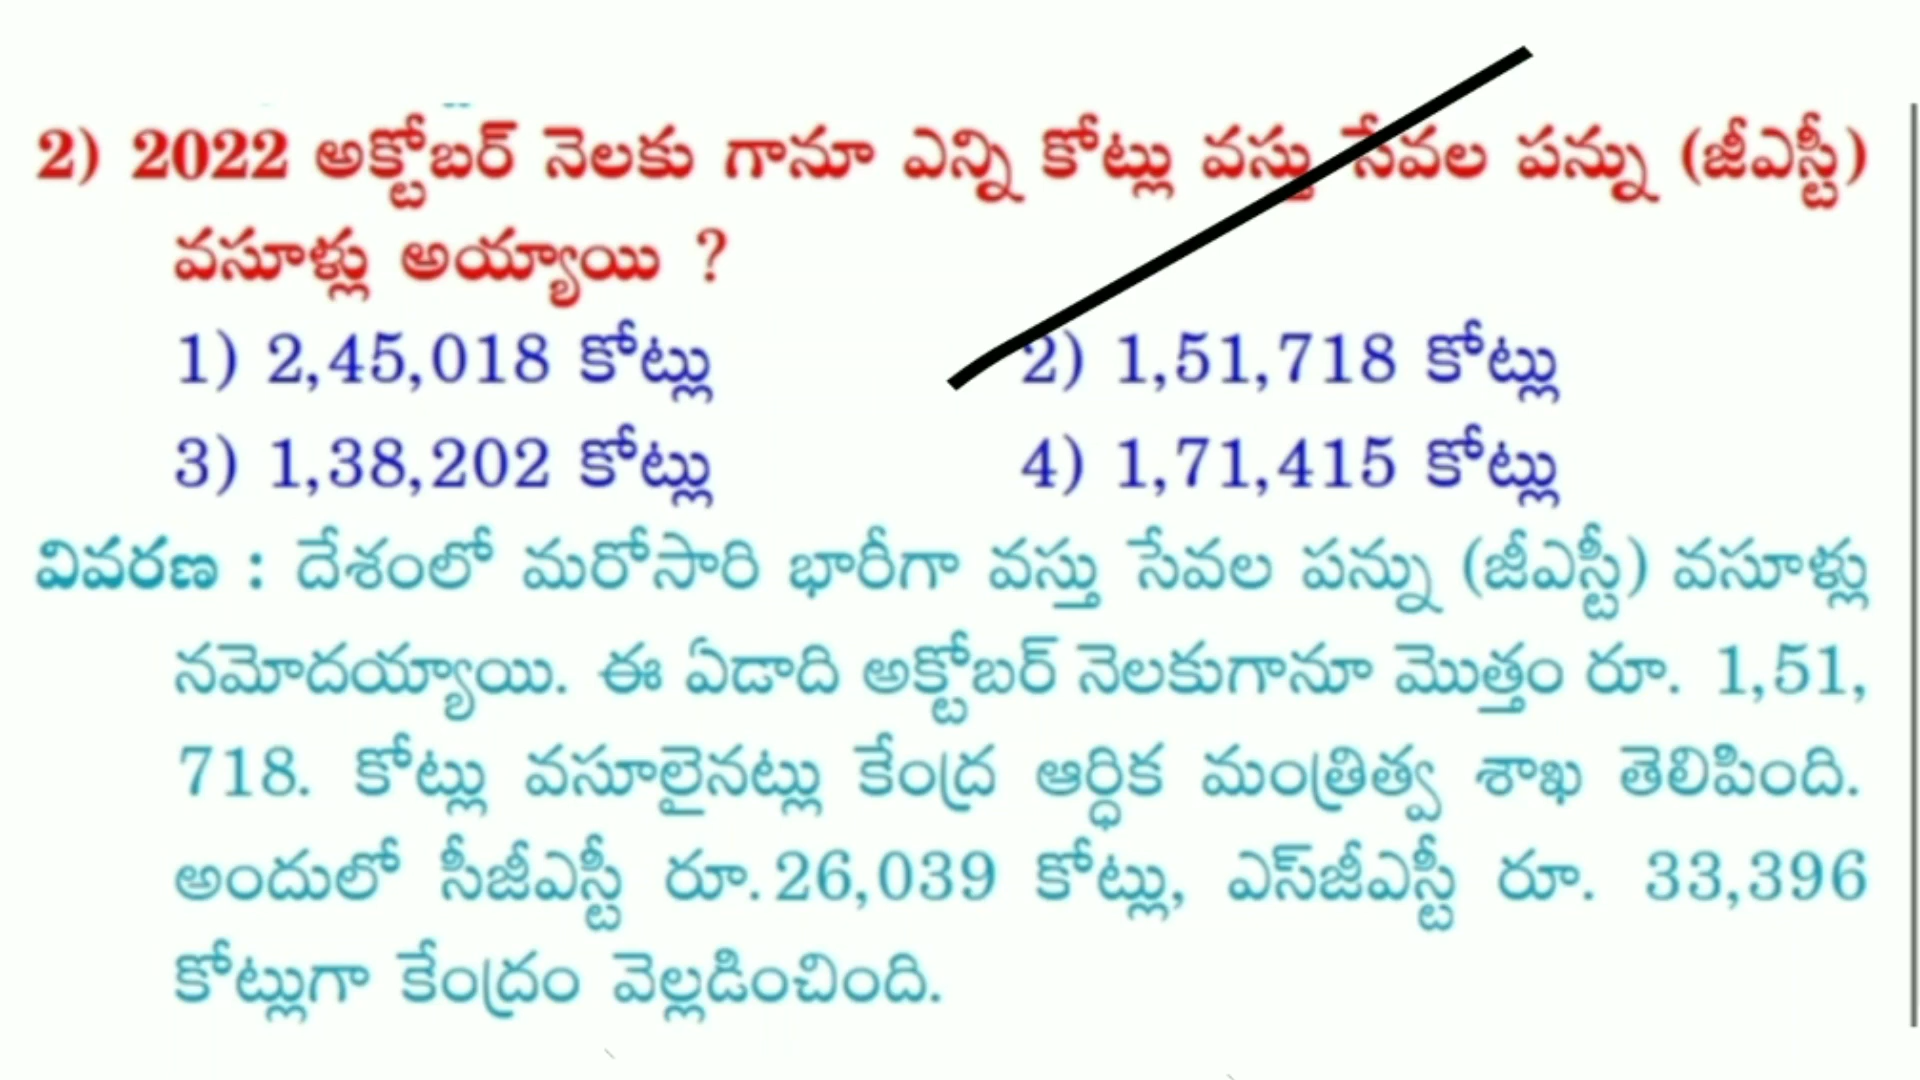 2) 2022 అక్టోబర్ నెలకు గానూ ఎన్ని కోట్లు వస్తు సేవల పన్ను (జీఎస్టీ)
వసూళ్లు అయ్యాయి ?
1) 2,45,018 కోట్లు 2) 1,51,718 కోట్లు
3) 1,38,202 కోట్లు 4) 1,71,415 కోట్లు
వివరణ : దేశంలో మరోసారి భారీగా వస్తు సేవల పన్ను (జీఎస్టీ) వసూళ్లు
నమోదయ్యాయి. ఈ ఏడాది అక్టోబర్ నెలకుగానూ మొత్తం రూ. 1,51,
718. కోట్లు వసూలైనట్లు కేంద్ర ఆర్ధిక మంత్రిత్వ శాఖ తెలిపింది.
అందులో సీజీఎస్టీ రూ.26,039 కోట్లు, ఎస్‌జీఎస్టీ రూ. 33,396
కోట్లుగా కేంద్రం వెల్లడించింది.